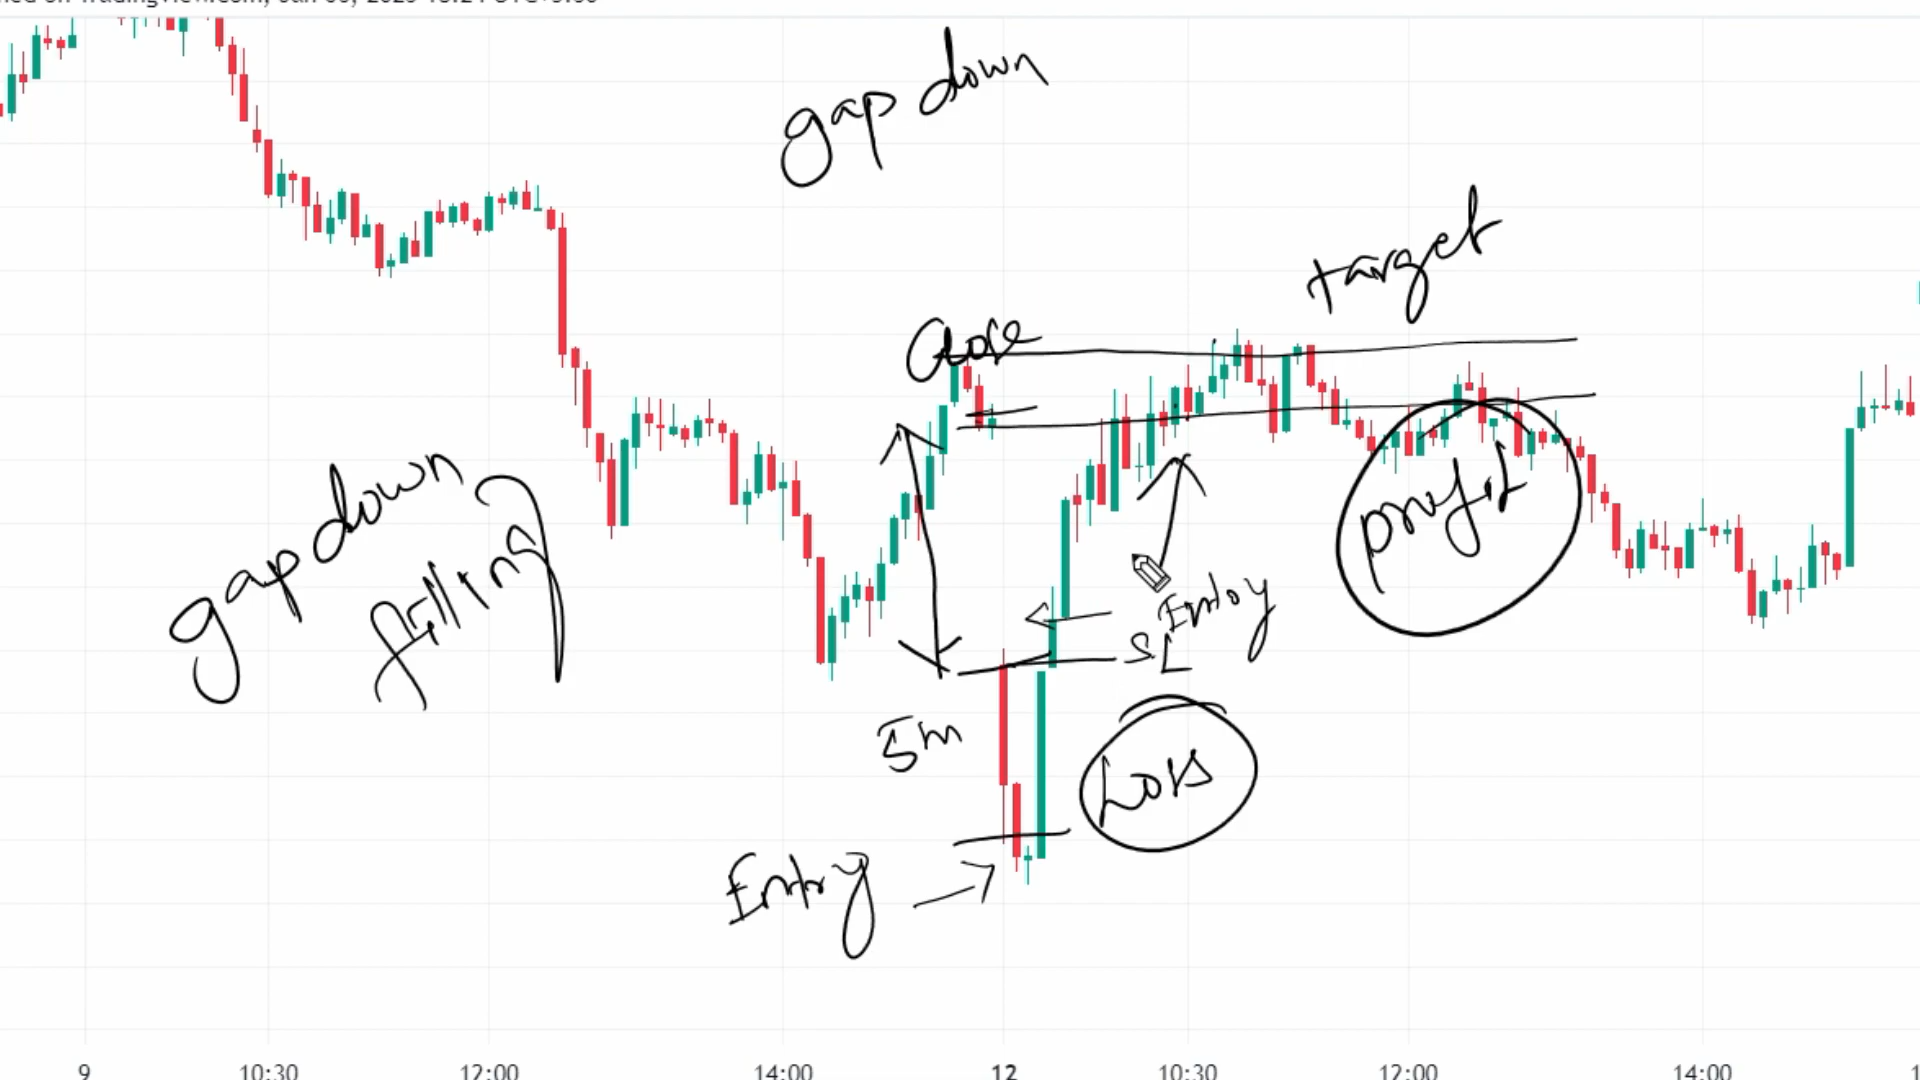 gap down
target
Close
gap down
filling
profit
Entry
SL
5m
Loss
Entry
9 10:30 12:00 14:00 12 10:30 12:00 14:00